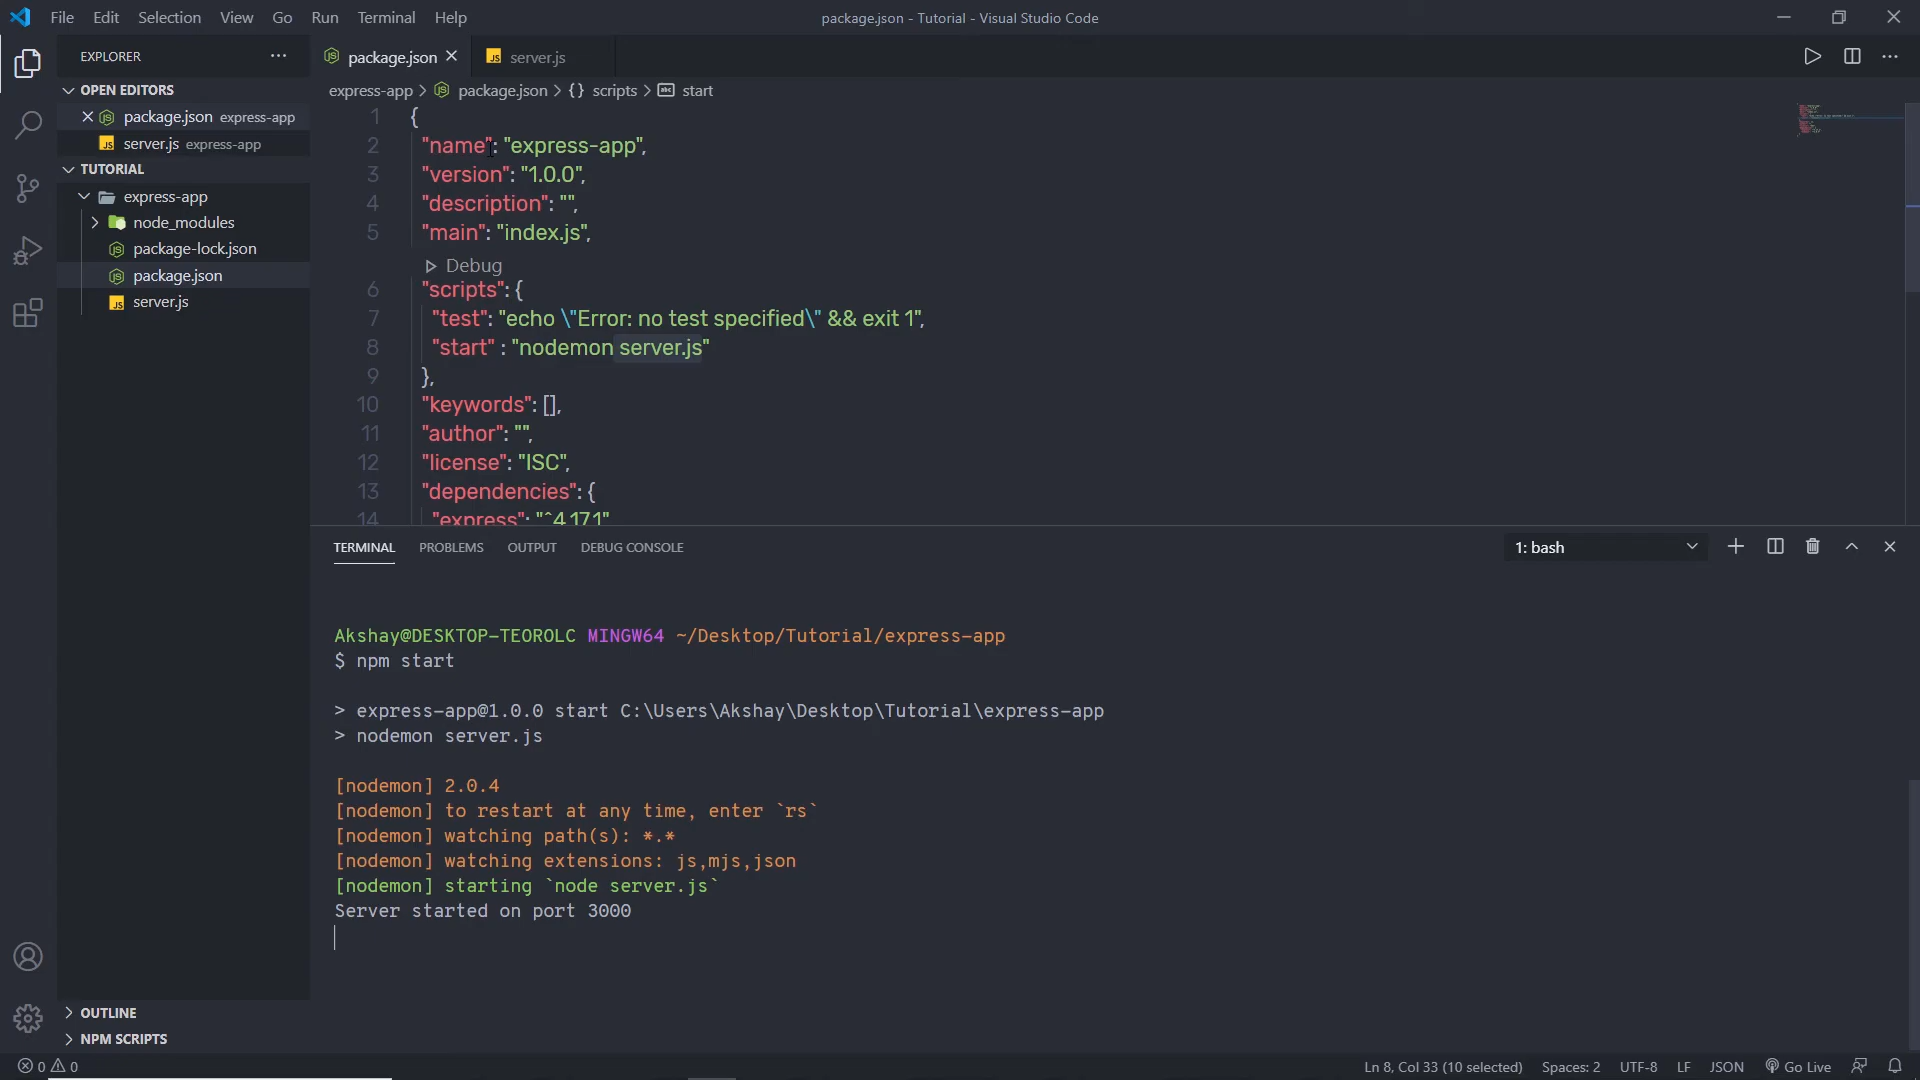 File Edit Selection View Go Run Terminal Help
package.json - Tutorial - Visual Studio Code
EXPLORER
OPEN EDITORS
package.json express-app
server.js express-app
TUTORIAL
express-app
node_modules
package-lock.json
package.json
server.js
OUTLINE
NPM SCRIPTS
package.json
server.js
express-app > package.json > {} scripts > abc start
1 {
2 "name": "express-app",
3 "version": "1.0.0",
4 "description": "",
5 "main": "index.js",
Debug
6 "scripts": {
7 "test": "echo \"Error: no test specified\" && exit 1",
8 "start" : "nodemon server.js"
9 },
10 "keywords": [],
11 "author": "",
12 "license": "ISC",
13 "dependencies": {
14 "express": "^4.17.1"
TERMINAL PROBLEMS OUTPUT DEBUG CONSOLE
1: bash
Akshay@DESKTOP-TEOROLC MINGW64 ~/Desktop/Tutorial/express-app
$ npm start
> express-app@1.0.0 start C:\Users\Akshay\Desktop\Tutorial\express-app
> nodemon server.js
[nodemon] 2.0.4
[nodemon] to restart at any time, enter `rs`
[nodemon] watching path(s): *.*
[nodemon] watching extensions: js,mjs,json
[nodemon] starting `node server.js`
Server started on port 3000
0 0
Ln 8, Col 33 (10 selected) Spaces: 2 UTF-8 LF JSON Go Live